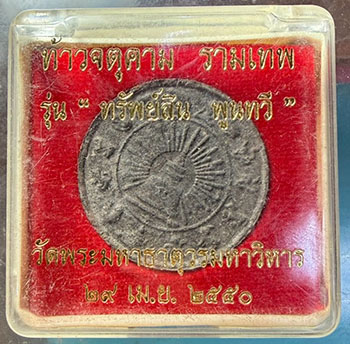 ท้าวจตุคาม รามเทพ
รุ่น “ ทรัพย์สิน พูนทวี ”
วัดพระมหาธาตุวรมหาวิหาร
๒๙ เม.ย. ๒๕๕๐